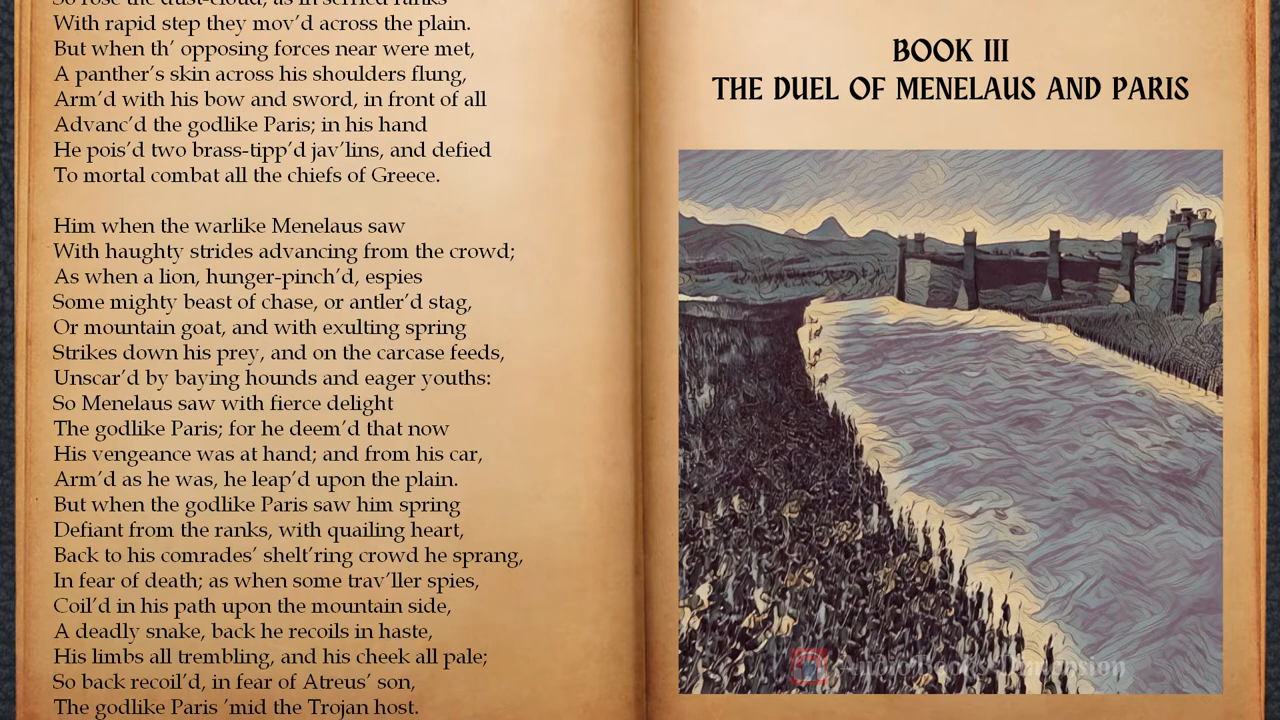 So rose the dust-cloud, as in serried ranks
With rapid step they mov’d across the plain.
But when th’ opposing forces near were met,
A panther’s skin across his shoulders flung,
Arm’d with his bow and sword, in front of all
Advanc’d the godlike Paris; in his hand
He pois’d two brass-tipp’d jav’lins, and defied
To mortal combat all the chiefs of Greece.
Him when the warlike Menelaus saw
With haughty strides advancing from the crowd;
As when a lion, hunger-pinch’d, espies
Some mighty beast of chase, or antler’d stag,
Or mountain goat, and with exulting spring
Strikes down his prey, and on the carcase feeds,
Unscar’d by baying hounds and eager youths:
So Menelaus saw with fierce delight
The godlike Paris; for he deem’d that now
His vengeance was at hand; and from his car,
Arm’d as he was, he leap’d upon the plain.
But when the godlike Paris saw him spring
Defiant from the ranks, with quailing heart,
Back to his comrades’ shelt’ring crowd he sprang,
In fear of death; as when some trav’ller spies,
Coil’d in his path upon the mountain side,
A deadly snake, back he recoils in haste,
His limbs all trembling, and his cheek all pale;
So back recoil’d, in fear of Atreus’ son,
The godlike Paris ’mid the Trojan host.
BOOK III
THE DUEL OF MENELAUS AND PARIS
AudioBooks Dimension